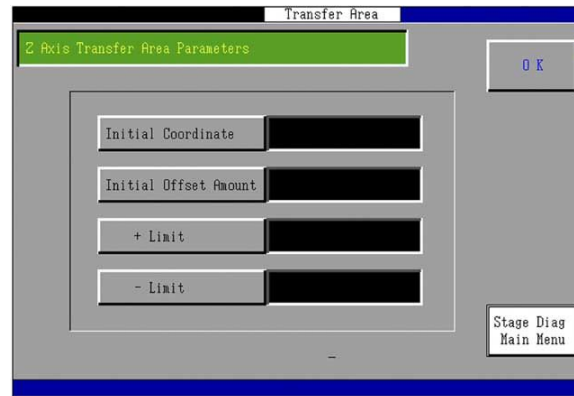 Transfer Area
Z Axis Transfer Area Parameters
O K
Initial Coordinate
Initial Offset Amount
+ Limit
- Limit
Stage Diag
Main Menu